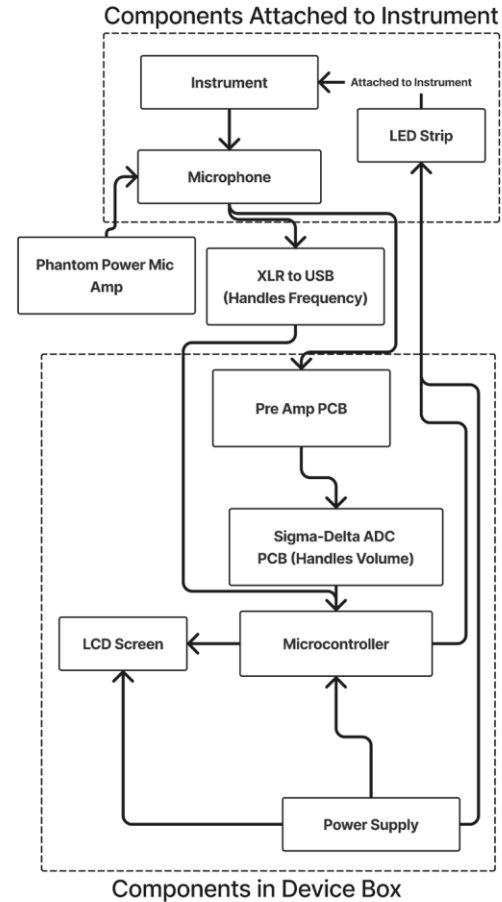 Components Attached to Instrument
Instrument
Attached to Instrument
LED Strip
Microphone
Phantom Power Mic
Amp
XLR to USB
(Handles Frequency)
Pre Amp PCB
Sigma-Delta ADC
PCB (Handles Volume)
LCD Screen
Microcontroller
Power Supply
Components in Device Box